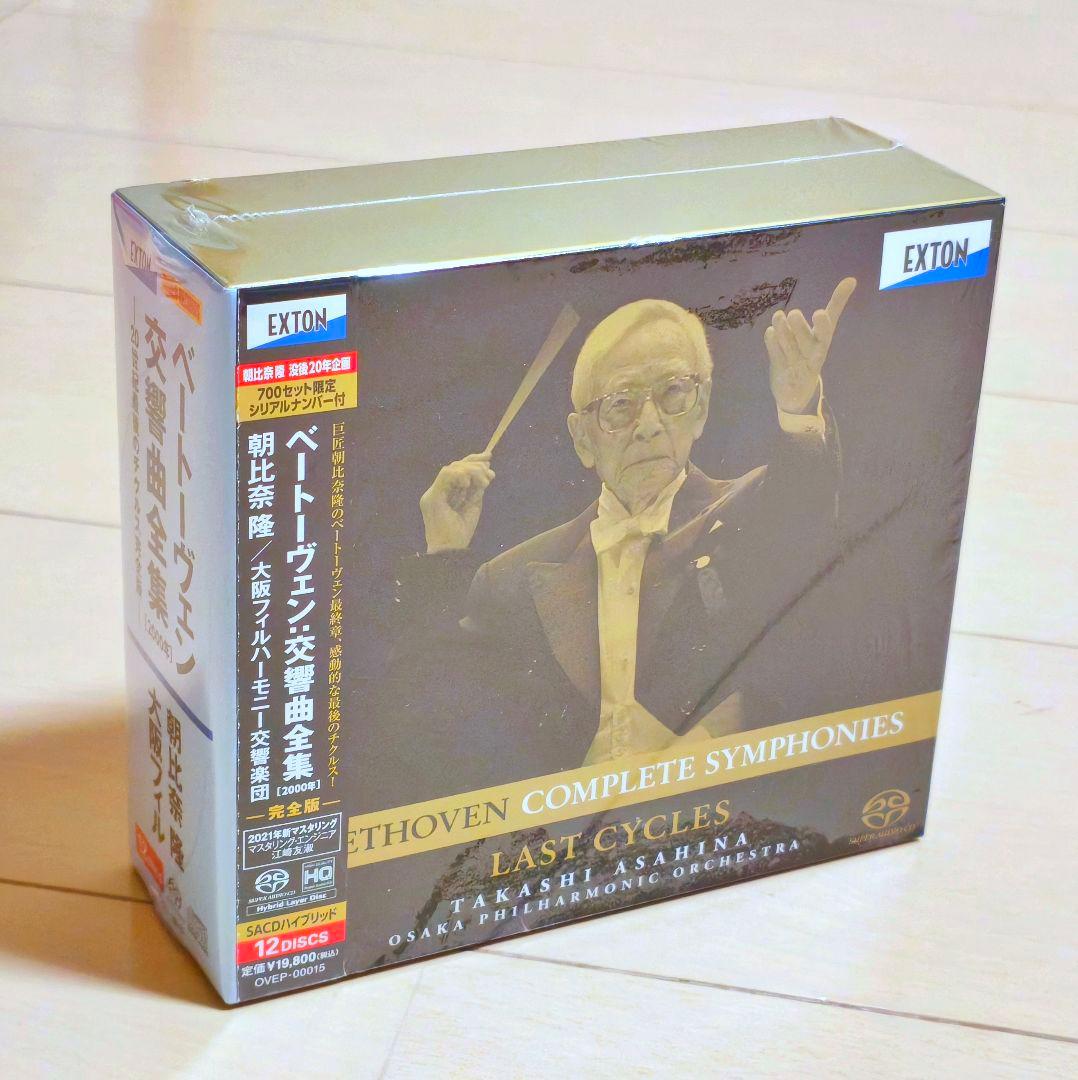 EXTON
ベートーヴェン
交響曲全集
[2000年]
朝比奈 隆
大阪フィル
EXTON
朝比奈 隆 没後20年企画
700セット限定
シリアルナンバー付
巨匠朝比奈隆のベートーヴェン最終章、感動的な最後のチクルス!
ベートーヴェン:交響曲全集
[2000年]
朝比奈 隆/大阪フィルハーモニー交響楽団
―完全版―
2021年新マスタリング
マスタリング・エンジニア
江崎友淑
SUPER AUDIO CD
Hybrid Layer Disc
HQ
SACDハイブリッド
12DISCS
定価¥19,800(税込)
OVEP-00015
EXTON
ETHOVEN COMPLETE SYMPHONIES
LAST CYCLES
TAKASHI ASAHINA
OSAKA PHILHARMONIC ORCHESTRA
SUPER AUDIO CD